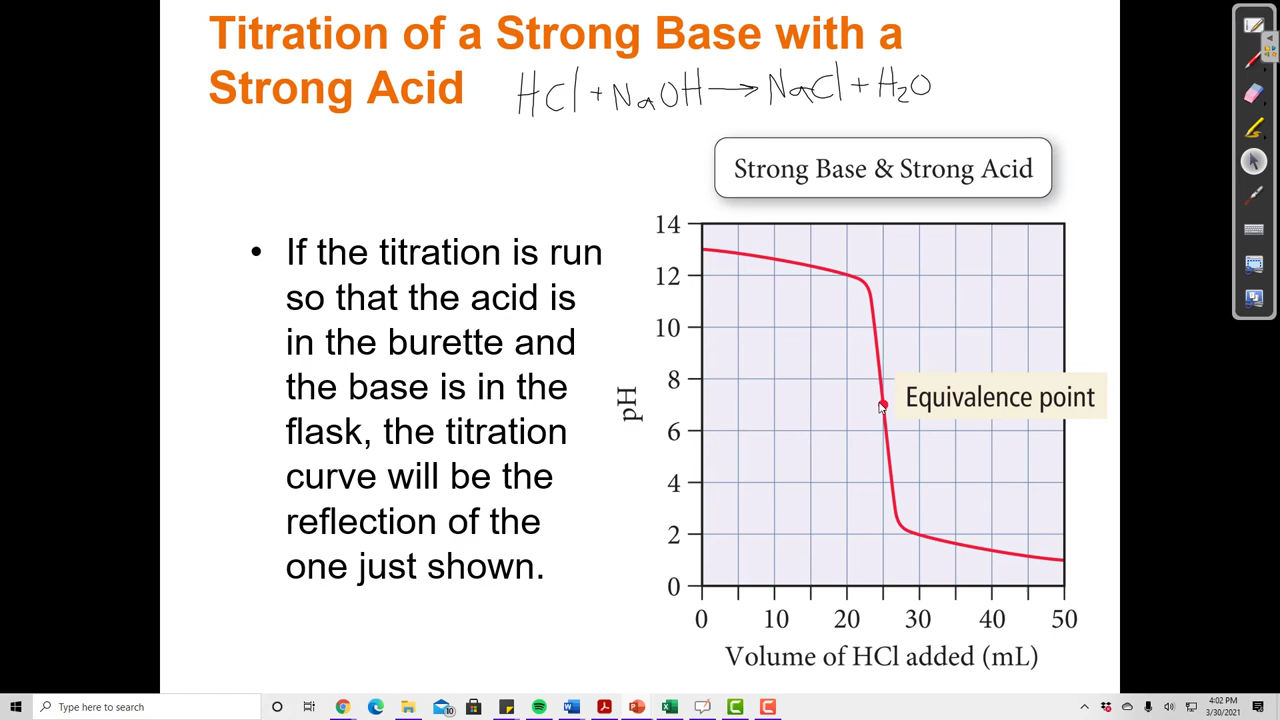 Titration of a Strong Base with a
Strong Acid
HCl + NaOH → NaCl + H₂O
Strong Base & Strong Acid
• If the titration is run
so that the acid is
in the burette and
the base is in the
flask, the titration
curve will be the
reflection of the
one just shown.
14
12
10
8
6
4
2
0
pH
Equivalence point
0 10 20 30 40 50
Volume of HCl added (mL)
Type here to search
10
4:02 PM
3/30/2021